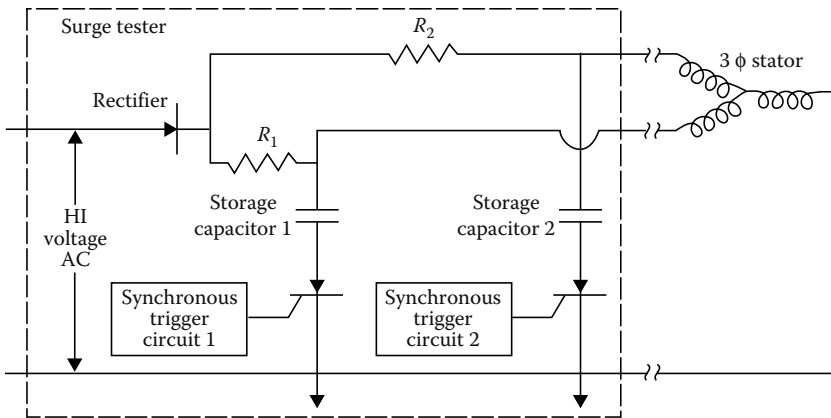 Surge tester
R2
3 ϕ stator
Rectifier
R1
HI
voltage
AC
Storage
capacitor 1
Storage
capacitor 2
Synchronous
trigger
circuit 1
Synchronous
trigger
circuit 2